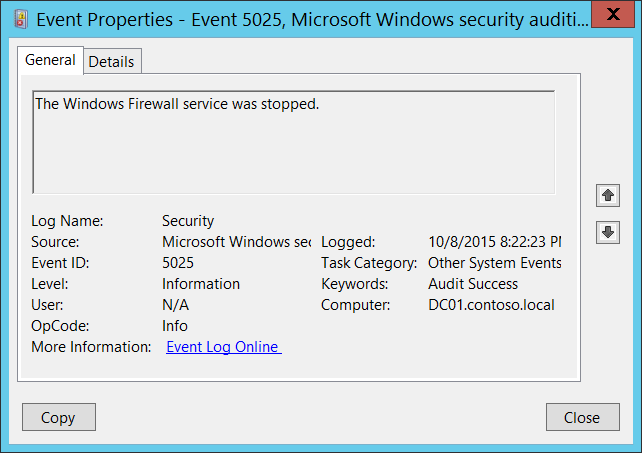 Event Properties - Event 5025, Microsoft Windows security auditi... X
General Details
The Windows Firewall service was stopped.
Log Name: Security
Source: Microsoft Windows sec Logged: 10/8/2015 8:22:23 PM
Event ID: 5025 Task Category: Other System Events
Level: Information Keywords: Audit Success
User: N/A Computer: DC01.contoso.local
OpCode: Info
More Information: Event Log Online
Copy Close